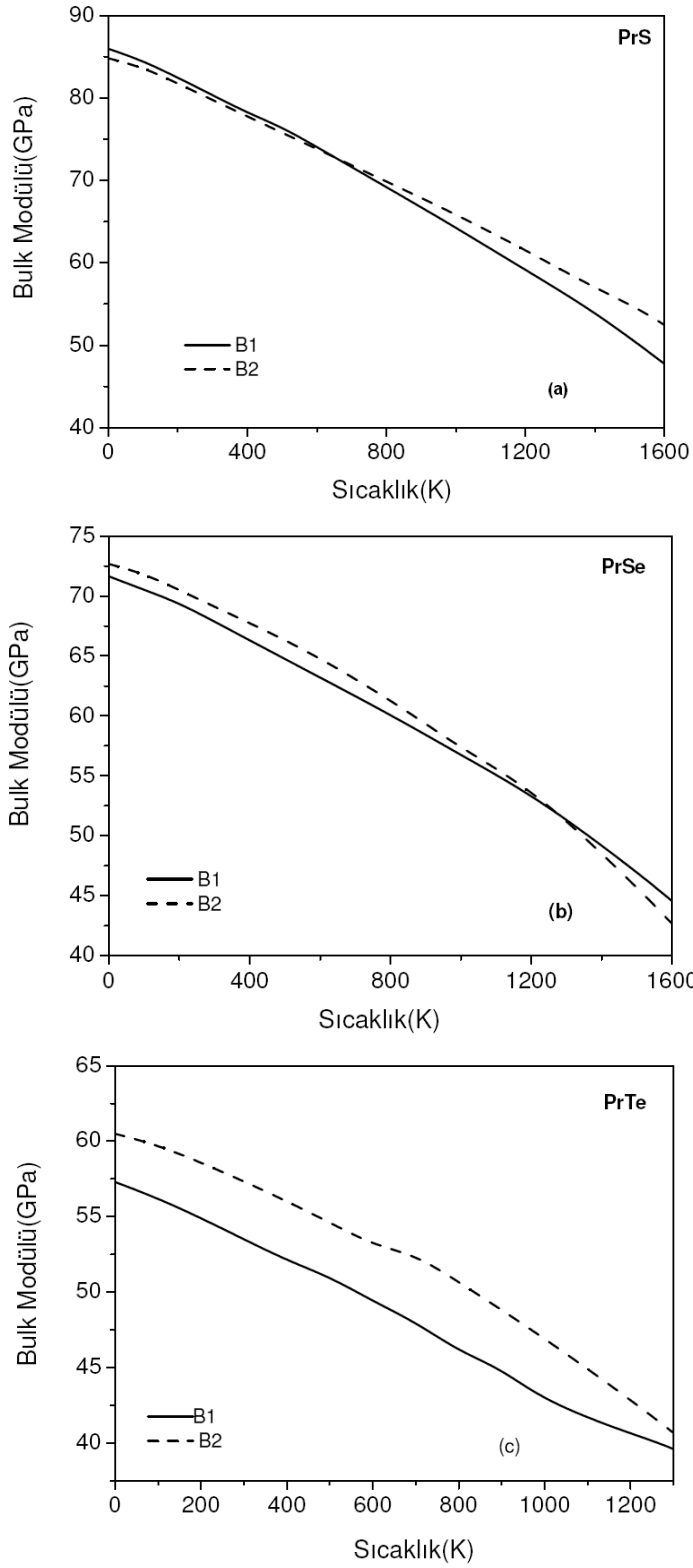 PrS
Bulk Modülü(GPa)
90
80
70
60
50
40
B1
B2
(a)
0 400 800 1200 1600
Sıcaklık(K)
PrSe
Bulk Modülü(GPa)
75
70
65
60
55
50
45
40
B1
B2
(b)
0 400 800 1200 1600
Sıcaklık(K)
PrTe
Bulk Modülü(GPa)
65
60
55
50
45
40
B1
B2
(c)
0 200 400 600 800 1000 1200
Sıcaklık(K)